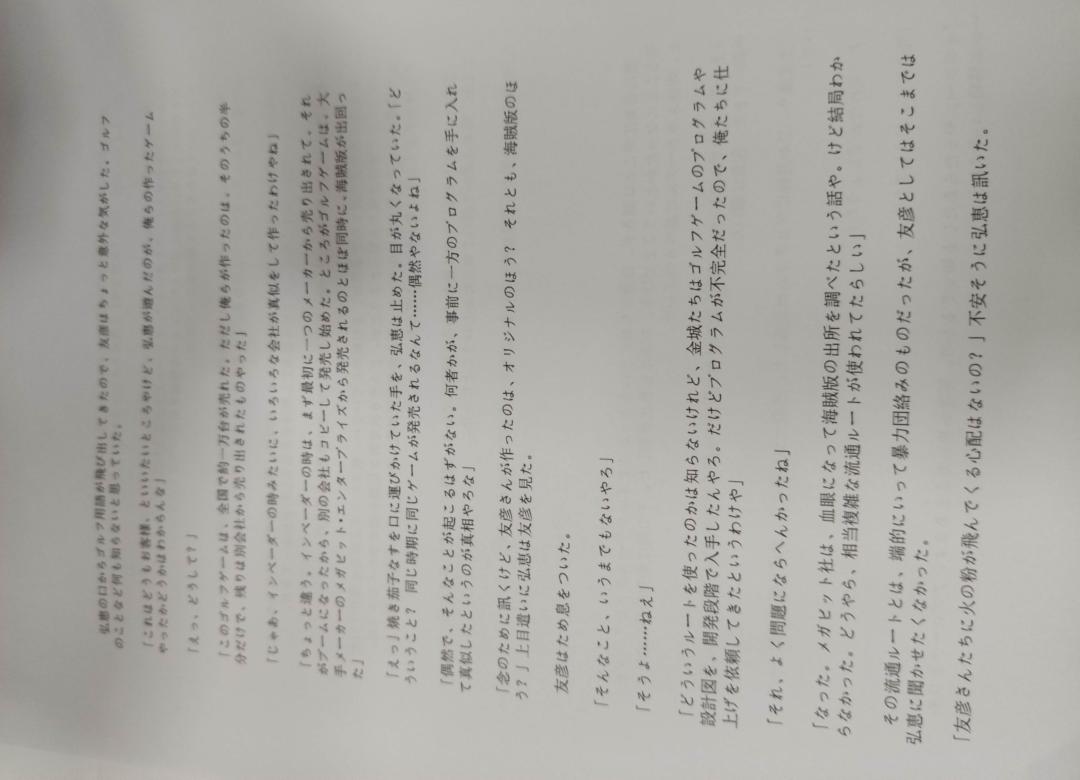 弘恵の口からゴルフ用語が飛び出してきたので、友彦はちょっと意外な気がした。ゴルフ
のことなど何も知らないと思っていた。
「これはどうもお客様、といいたいところやけど、弘恵が遊んだのが、俺らの作ったゲーム
やったかどうかはわからんな」
「えっ、どうして？」
「このゴルフゲームは、全国で約一万台が売れた。ただし俺らが作ったのは、そのうちの半
分だけで、残りは別会社から売り出されたものやった」
「じゃあ、インベーダーの時みたいに、いろいろな会社が真似をして作ったわけやね」
「ちょっと違う。インベーダーの時は、まず最初に一つのメーカーから売り出されて、それ
がブームになったから、別の会社もコピーして発売し始めた。ところがゴルフゲームは、大
手メーカーのメガビット・エンタープライズから発売されるのとほぼ同時に、海賊版が出回っ
た」
「えっ」焼き茄子なすを口に運びかけていた手を、弘恵は止めた。目が丸くなっていた。「ど
ういうこと？　同じ時期に同じゲームが発売されるなんて……偶然やないよね」
「偶然で、そんなことが起こるはずがない。何者かが、事前に一方のプログラムを手に入れ
て真似したというのが真相やろな」
「念のために訊くけど、友彦さんが作ったのは、オリジナルのほう？　それとも、海賊版のほ
う？」上目遣いに弘恵は友彦を見た。
友彦はため息をついた。
「そんなこと、いうまでもないやろ」
「そうよ……ねえ」
「どういうルートを使ったのかは知らないけれど、金城たちはゴルフゲームのプログラムや
設計図を、開発段階で入手したんやろ。だけどプログラムが不完全だったので、俺たちに仕
上げを依頼してきたというわけや」
「それ、よく問題にならへんかったね」
「なった。メガビット社は、血眼になって海賊版の出所を調べたという話や。けど結局わか
らなかった。どうやら、相当複雑な流通ルートが使われてたらしい」
その流通ルートとは、端的にいって暴力団絡みのものだったが、友彦としてはそこまでは
弘恵に聞かせたくなかった。
「友彦さんたちに火の粉が飛んでくる心配はないの？」不安そうに弘恵は訊いた。